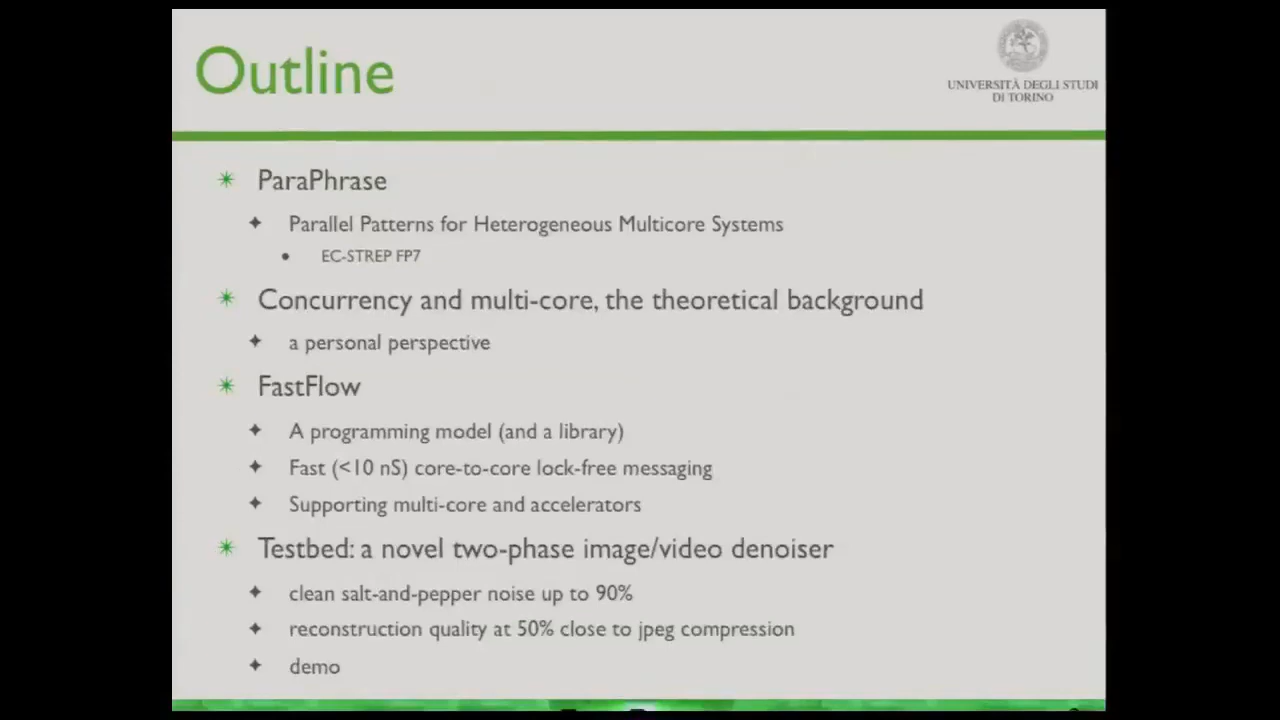 Outline
UNIVERSITÀ DEGLI STUDI
DI TORINO
ParaPhrase
Parallel Patterns for Heterogeneous Multicore Systems
EC-STREP FP7
Concurrency and multi-core, the theoretical background
a personal perspective
FastFlow
A programming model (and a library)
Fast (<10 nS) core-to-core lock-free messaging
Supporting multi-core and accelerators
Testbed: a novel two-phase image/video denoiser
clean salt-and-pepper noise up to 90%
reconstruction quality at 50% close to jpeg compression
demo